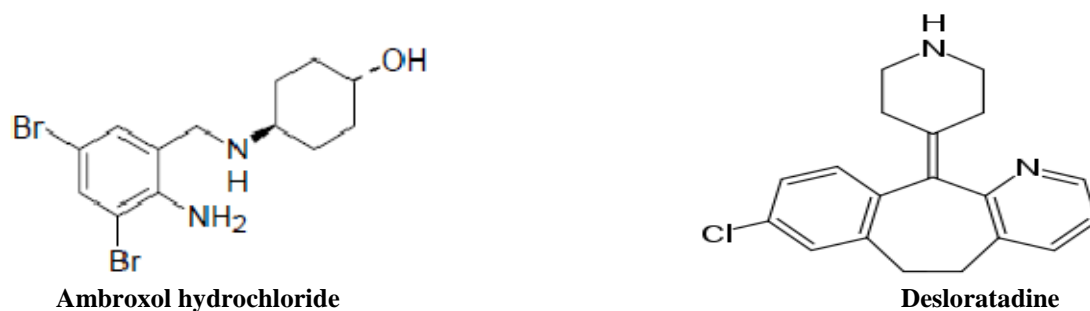 H
N
OH
Br
N
H
NH2
Br
N
Cl
Ambroxol hydrochloride
Desloratadine